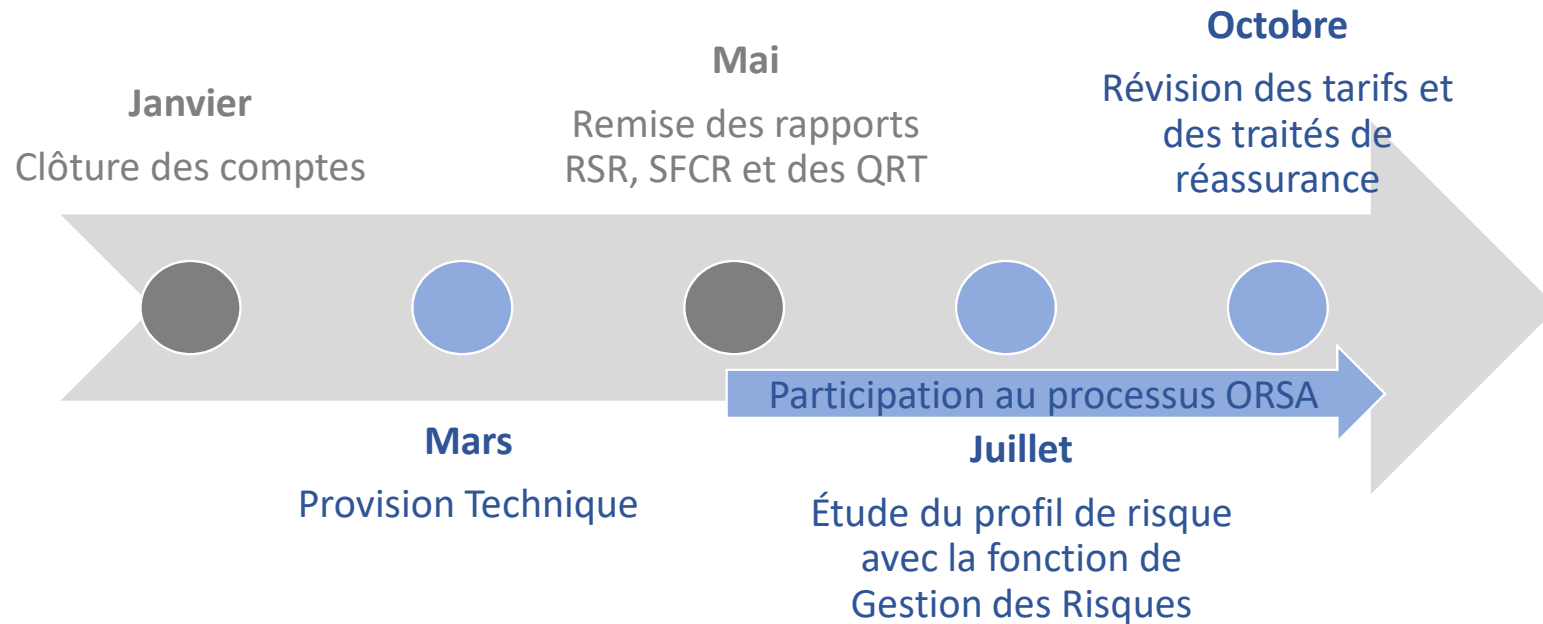 Janvier
Clôture des comptes
Mai
Remise des rapports
RSR, SFCR et des QRT
Octobre
Révision des tarifs et
des traités de
réassurance
Participation au processus ORSA
Mars
Provision Technique
Juillet
Étude du profil de risque
avec la fonction de
Gestion des Risques